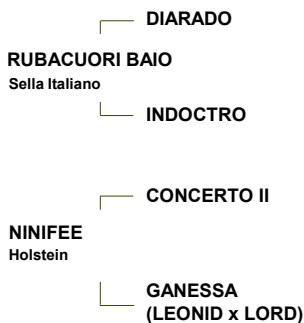 DIARADO
RUBACUORI BAIO
Sella Italiano
INDOCTRO
CONCERTO II
NINIFEE
Holstein
GANESSA
(LEONID x LORD)